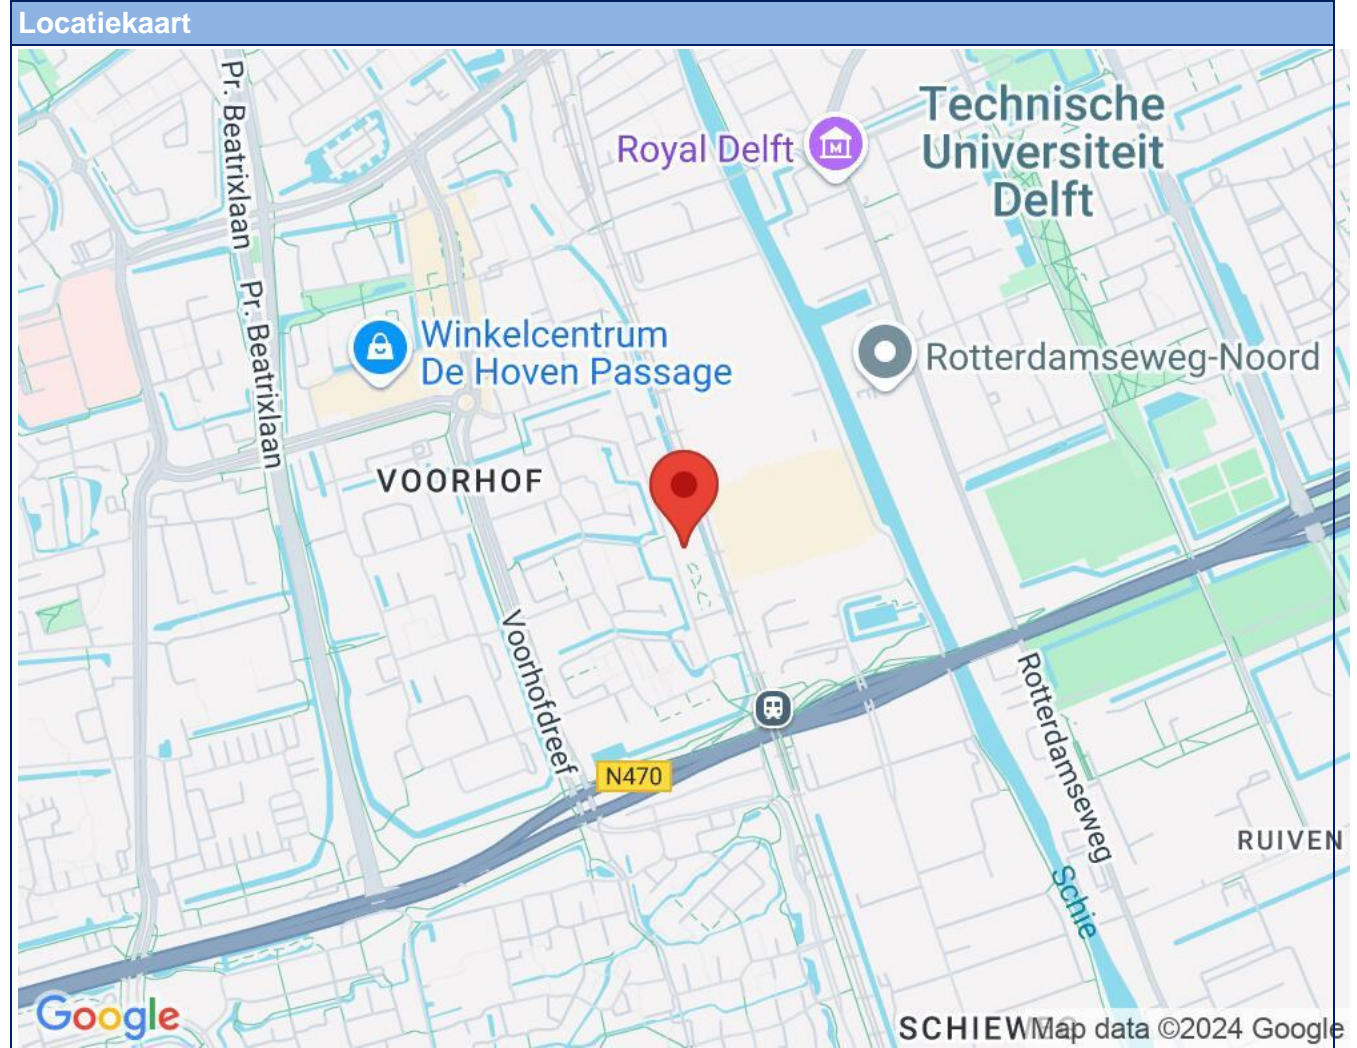 Locatiekaart
Pr. Beatrixlaan
Technische
Universiteit
Delft
Royal Delft
M
Pr. Beatrixlaan
Winkelcentrum
De Hoven Passage
Rotterdamseweg-Noord
VOORHOF
Voorhofdreef
Rotterdamseweg
N470
RUIVEN
Schie
Google
SCHIEW
Map data ©2024 Google